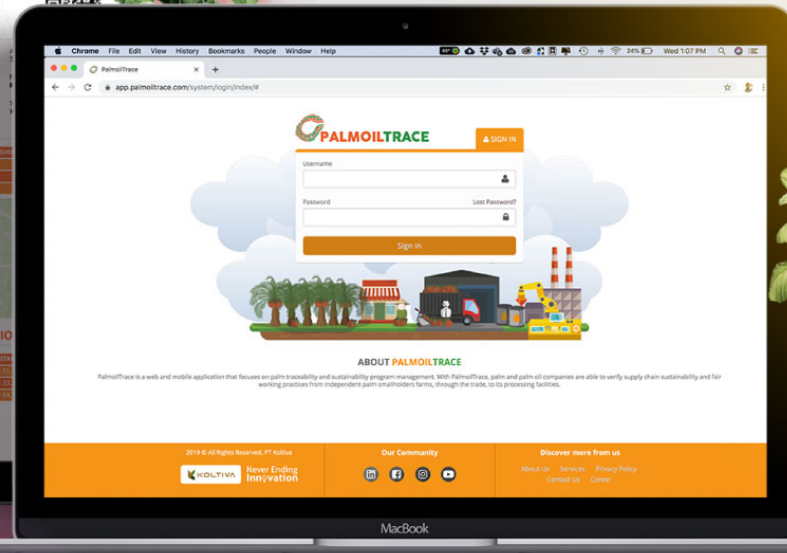 Chrome File Edit View History Bookmarks People Window Help
24%
Wed 1:07 PM
PalmoilTrace
app.palmoiltrace.com/system/login/index/#
PALMOILTRACE
SIGN IN
Username
Password
Lost Password?
Sign in
ABOUT PALMOILTRACE
PalmoilTrace is a web and mobile application that focuses on palm traceability and sustainability program management. With PalmoilTrace, palm and palm oil companies are able to verify supply chain sustainability and fair
working practices from independent palm smallholders farms, through the trade, to its processing facilities.
2019 © All Rights Reserved. PT Koltiva
KOLTIVA
Never Ending
Innovation
Our Community
Discover more from us
About Us Services Privacy Policy
Contact Us Career
MacBook